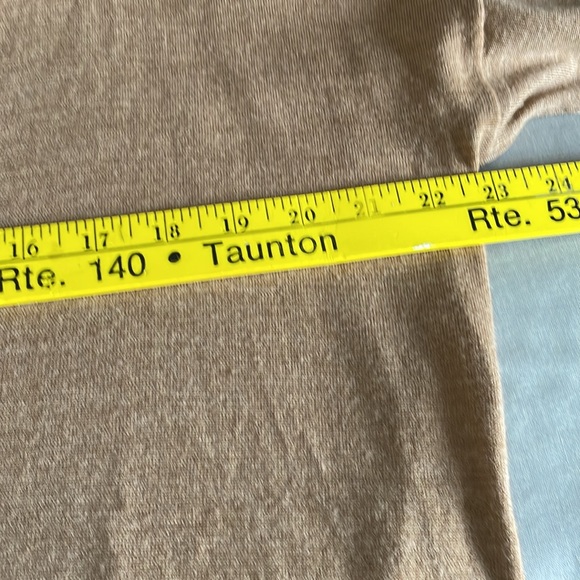 16 17 18 19 20 21 22 23 24
Rte. 140 • Taunton Rte. 53